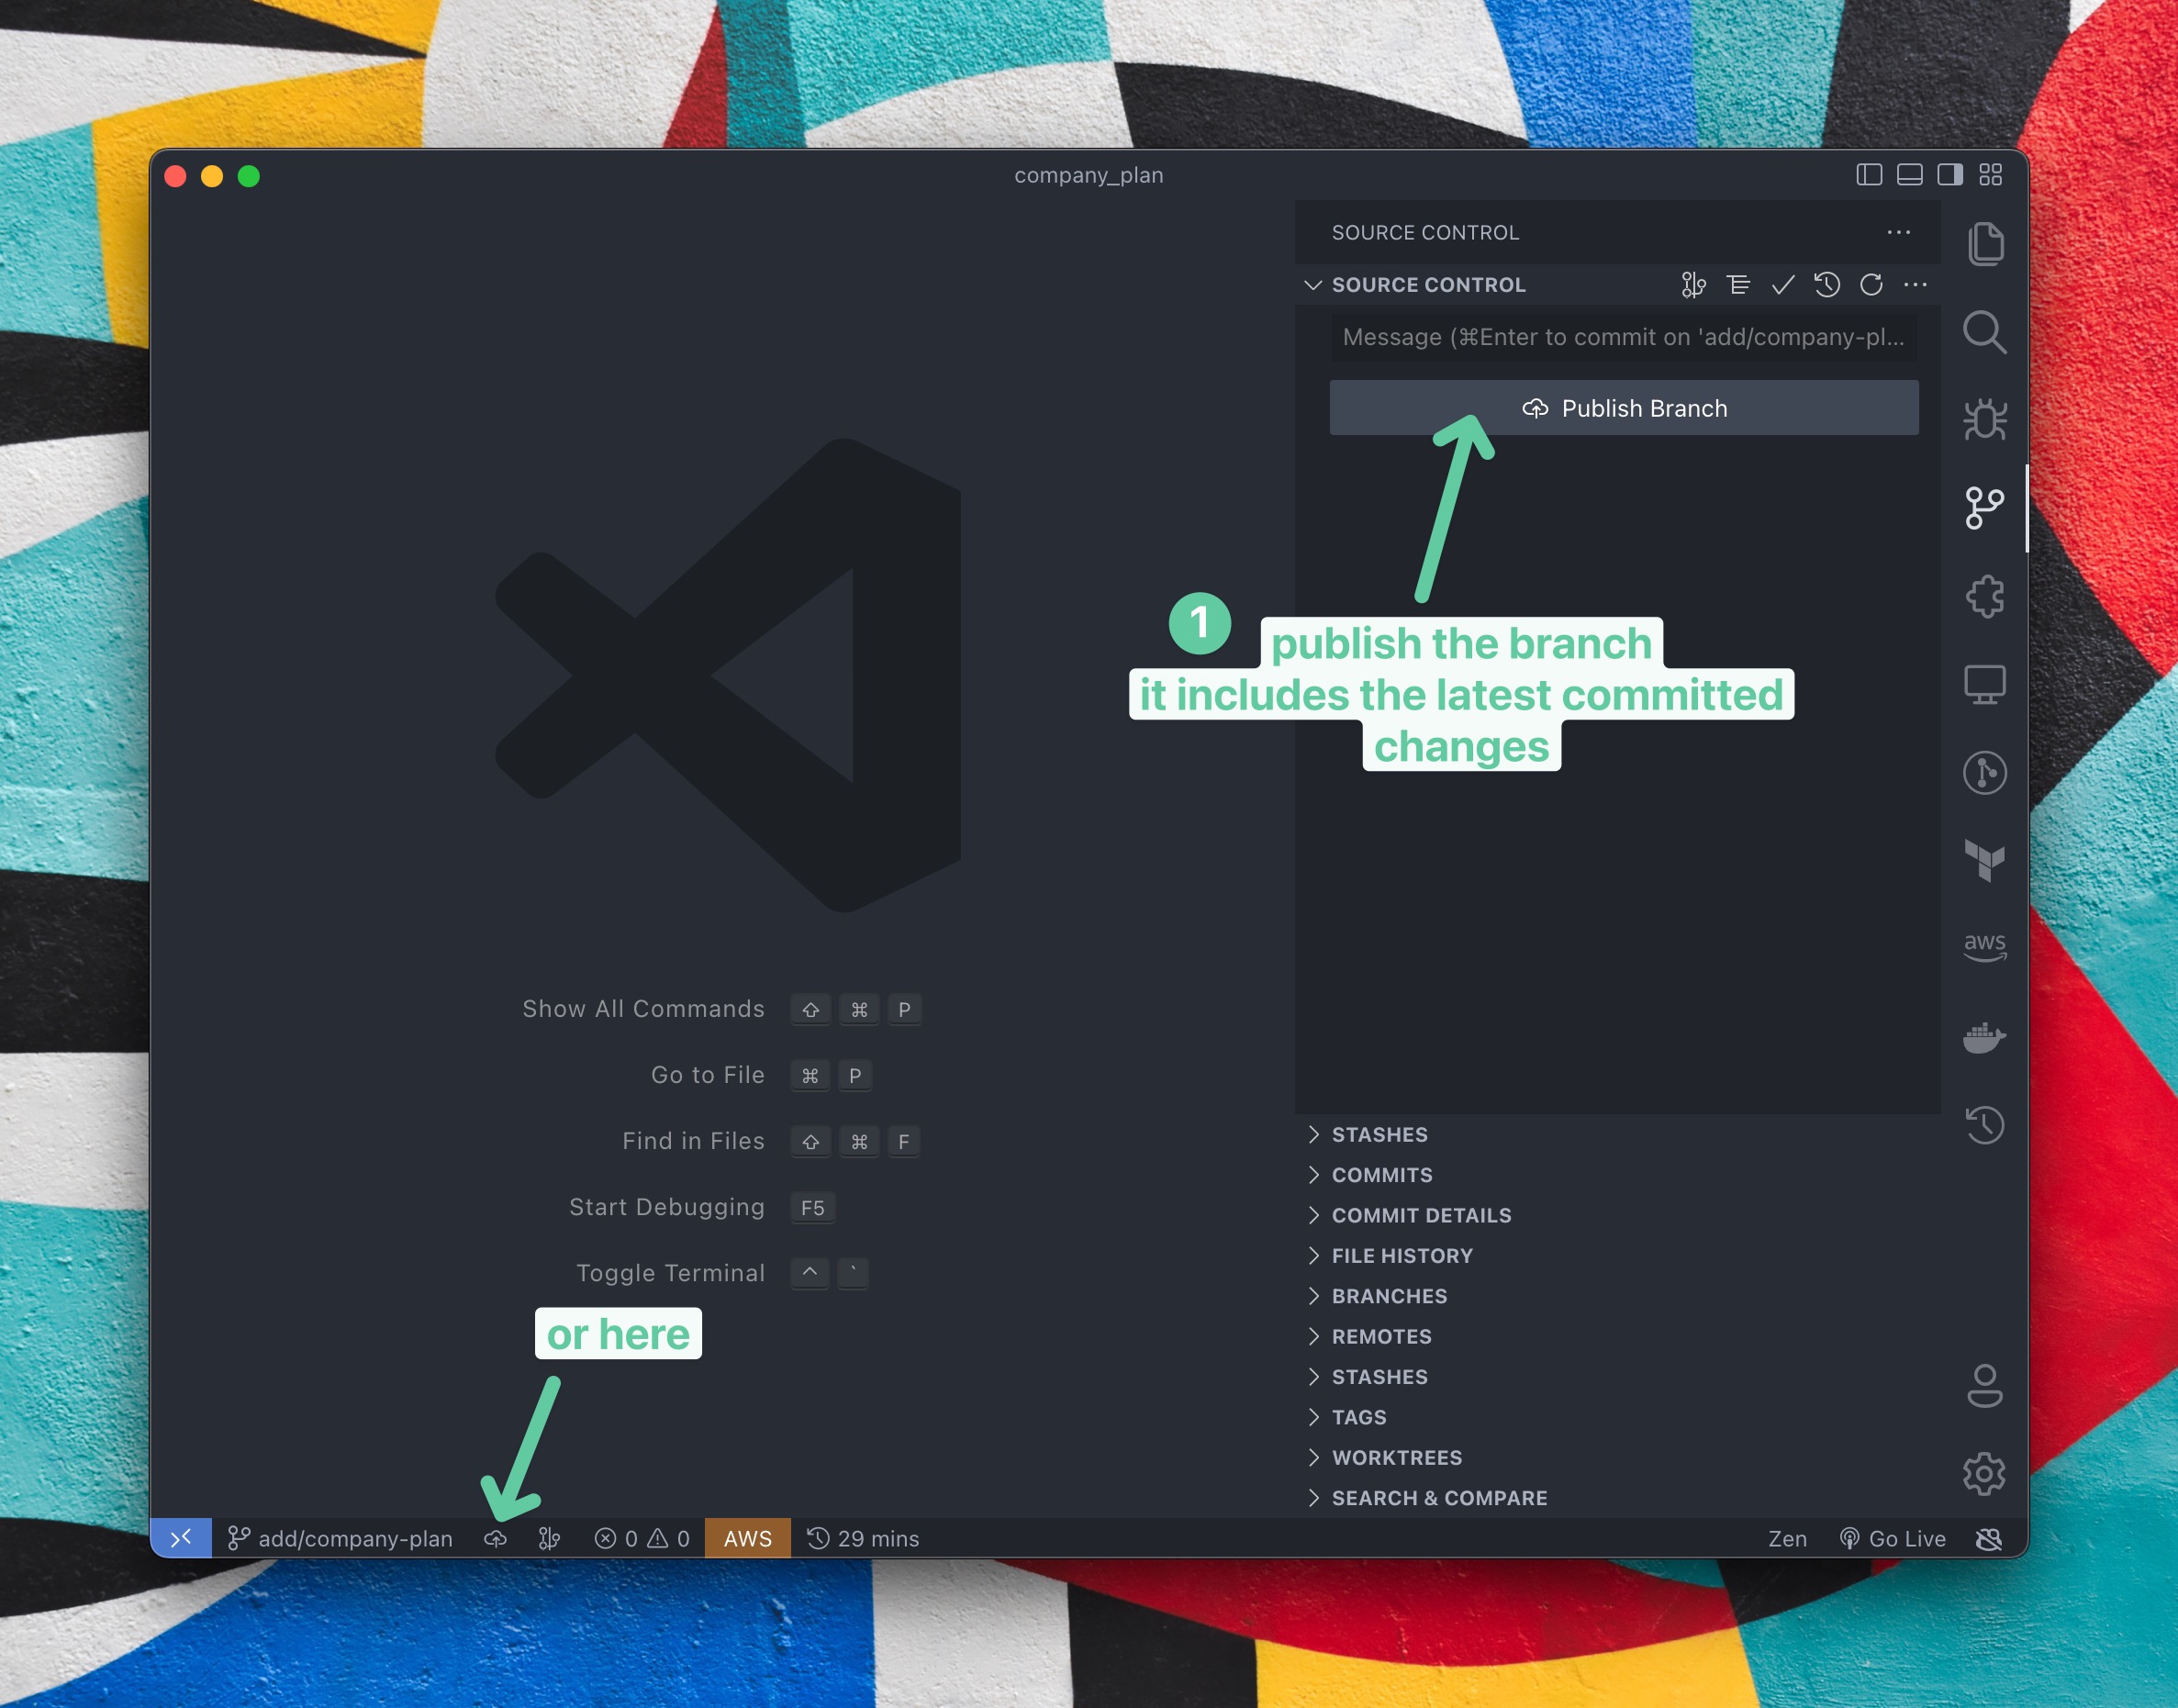 company_plan
SOURCE CONTROL
SOURCE CONTROL
Message (⌘Enter to commit on 'add/company-pl...
Publish Branch
1
publish the branch
it includes the latest committed
changes
aws
Show All Commands ⇧ ⌘ P
Go to File ⌘ P
Find in Files ⇧ ⌘ F
Start Debugging F5
Toggle Terminal ^ `
or here
STASHES
COMMITS
COMMIT DETAILS
FILE HISTORY
BRANCHES
REMOTES
STASHES
TAGS
WORKTREES
SEARCH & COMPARE
add/company-plan 0 0 AWS 29 mins Zen Go Live